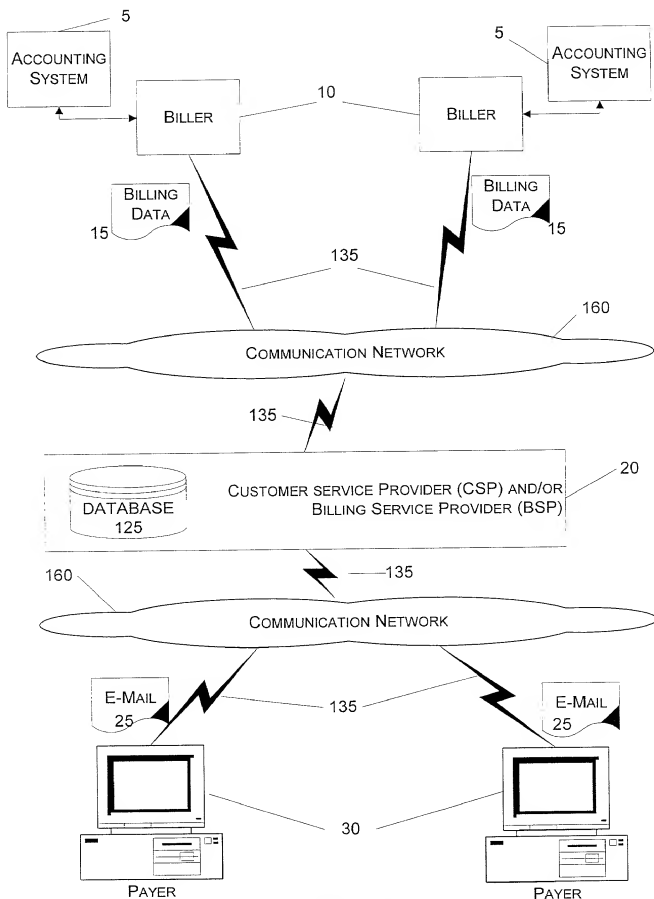 5
5
ACCOUNTING
SYSTEM
ACCOUNTING
SYSTEM
10
BILLER
BILLER
BILLING
DATA
15
BILLING
DATA
15
135
160
COMMUNICATION NETWORK
135
20
DATABASE
125
CUSTOMER SERVICE PROVIDER (CSP) AND/OR
BILLING SERVICE PROVIDER (BSP)
160
135
COMMUNICATION NETWORK
E-MAIL
25
135
E-MAIL
25
30
PAYER
PAYER